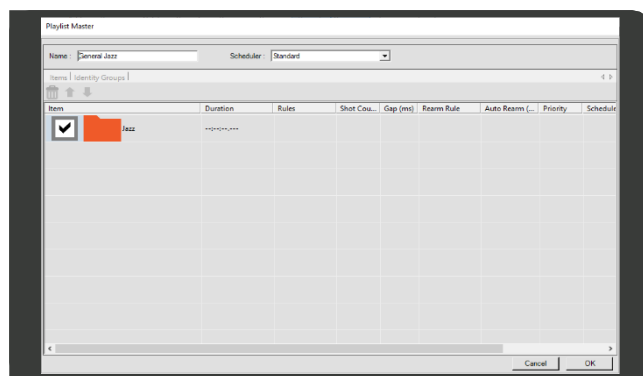 Playlist Master
Name : General Jazz Scheduler : Standard
Items Identity Groups
Item Duration Rules Shot Cou... Gap (ms) Rearm Rule Auto Rearm (... Priority Schedule
Jazz --:--:--.---
Cancel OK